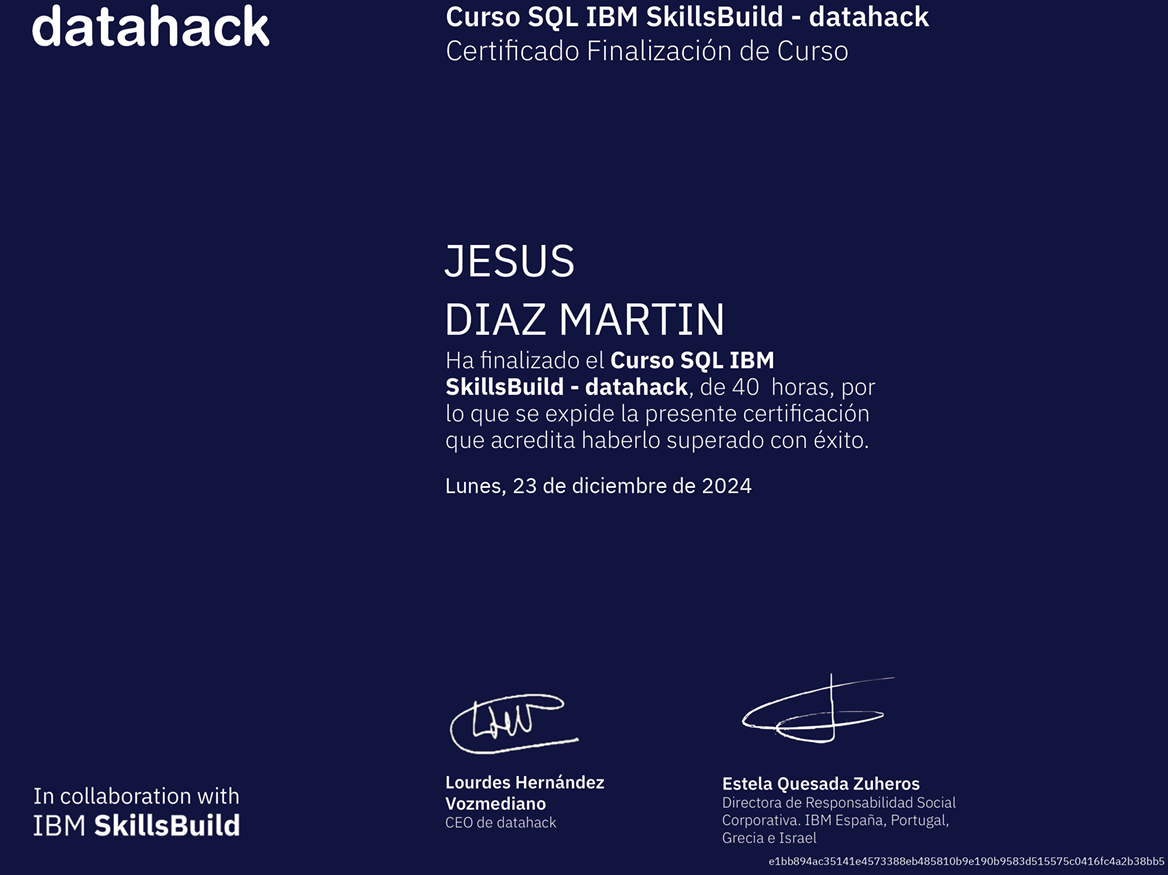 datahack
Curso SQL IBM SkillsBuild - datahack
Certificado Finalización de Curso
JESUS
DIAZ MARTIN
Ha finalizado el Curso SQL IBM
SkillsBuild - datahack, de 40 horas, por
lo que se expide la presente certificación
que acredita haberlo superado con éxito.
Lunes, 23 de diciembre de 2024
Lourdes Hernández
Vozmediano
CEO de datahack
Estela Quesada Zuheros
Directora de Responsabilidad Social
Corporativa. IBM España, Portugal,
Grecia e Israel
In collaboration with
IBM SkillsBuild
e1bb894ac35141e4573388eb485810b9e190b9583d515575c0416fc4a2b38bb5